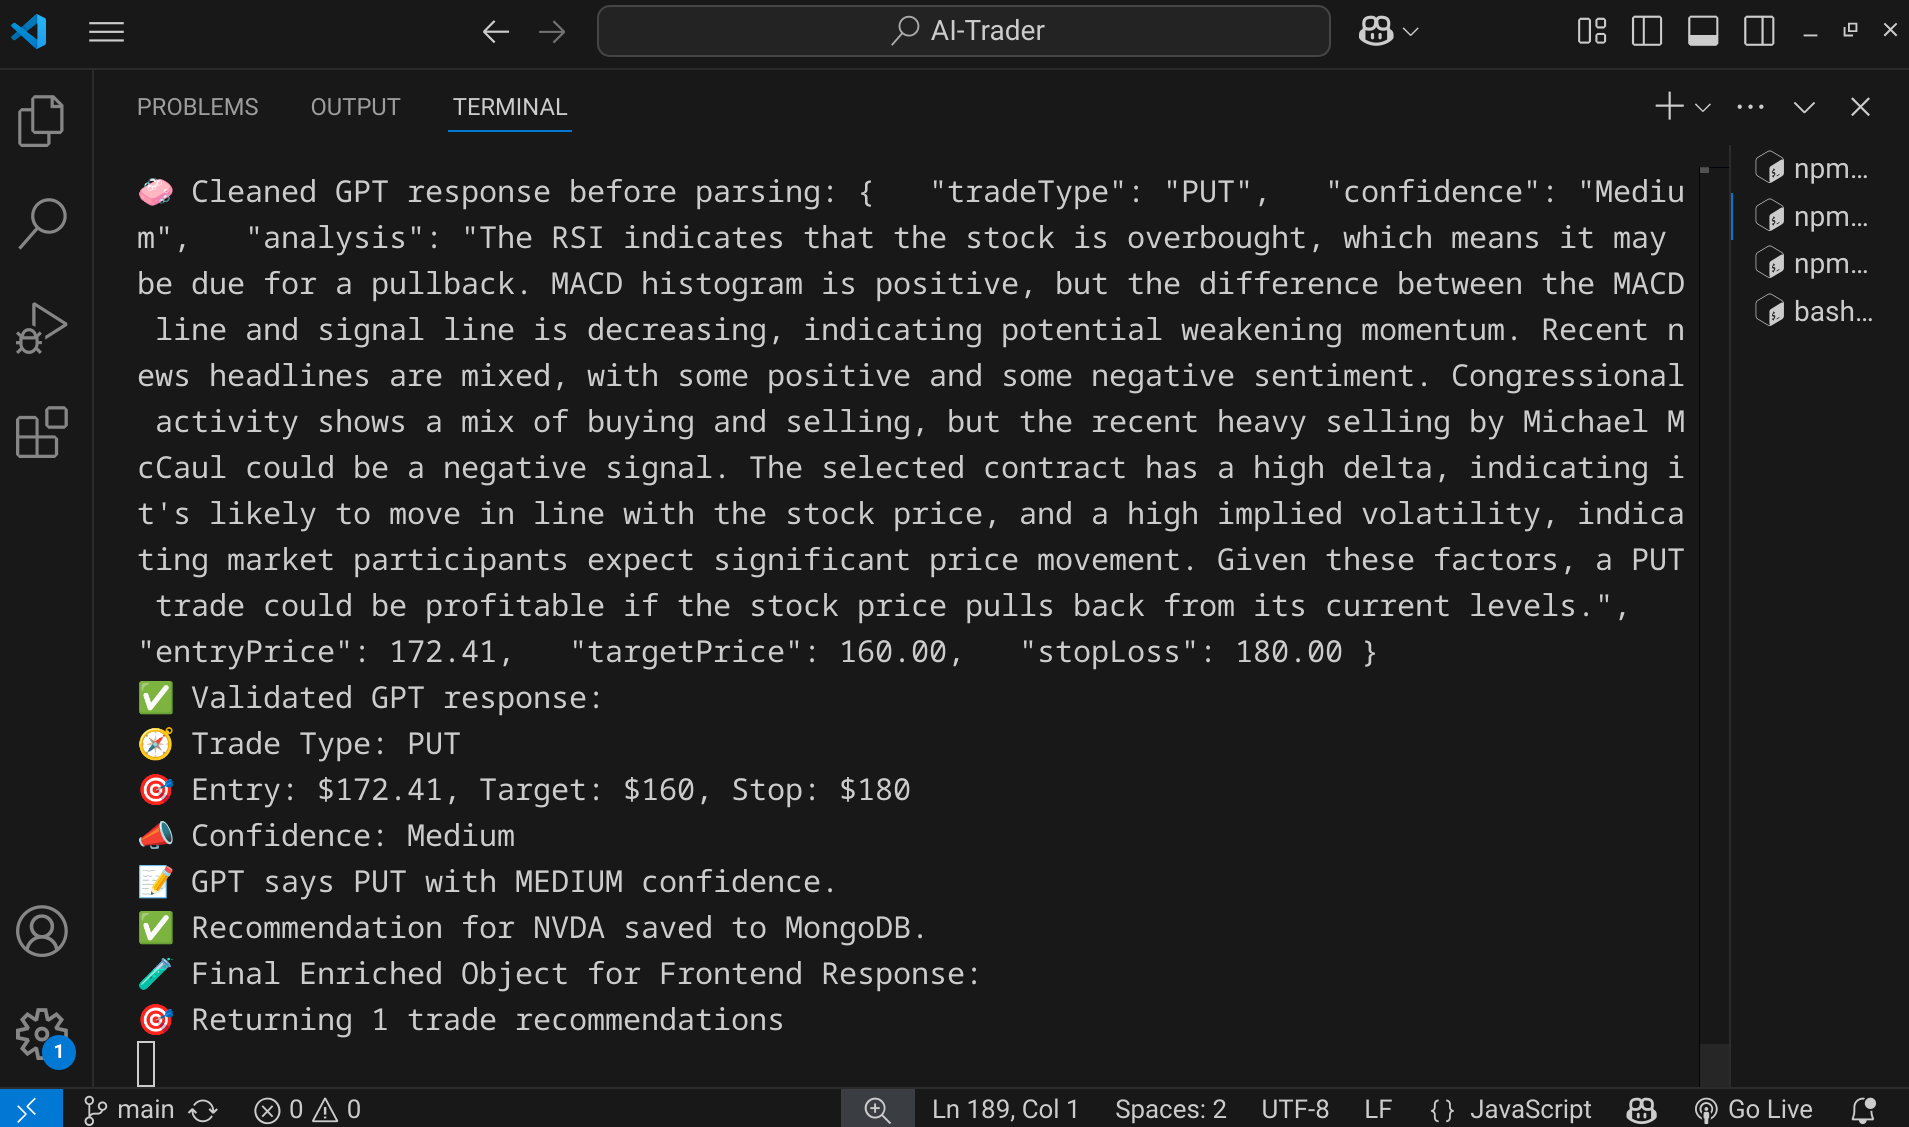 AI-Trader
PROBLEMS OUTPUT TERMINAL
🧼 Cleaned GPT response before parsing: {   "tradeType": "PUT",   "confidence": "Mediu
m",   "analysis": "The RSI indicates that the stock is overbought, which means it may
be due for a pullback. MACD histogram is positive, but the difference between the MACD
 line and signal line is decreasing, indicating potential weakening momentum. Recent n
ews headlines are mixed, with some positive and some negative sentiment. Congressional
 activity shows a mix of buying and selling, but the recent heavy selling by Michael M
cCaul could be a negative signal. The selected contract has a high delta, indicating i
t's likely to move in line with the stock price, and a high implied volatility, indica
ting market participants expect significant price movement. Given these factors, a PUT
 trade could be profitable if the stock price pulls back from its current levels.",
"entryPrice": 172.41,   "targetPrice": 160.00,   "stopLoss": 180.00 }
✅ Validated GPT response:
🧭 Trade Type: PUT
🎯 Entry: $172.41, Target: $160, Stop: $180
📣 Confidence: Medium
📝 GPT says PUT with MEDIUM confidence.
✅ Recommendation for NVDA saved to MongoDB.
🧪 Final Enriched Object for Frontend Response:
🎯 Returning 1 trade recommendations
npm...
npm...
npm...
bash...
1
main 0 0 Ln 189, Col 1 Spaces: 2 UTF-8 LF {} JavaScript Go Live